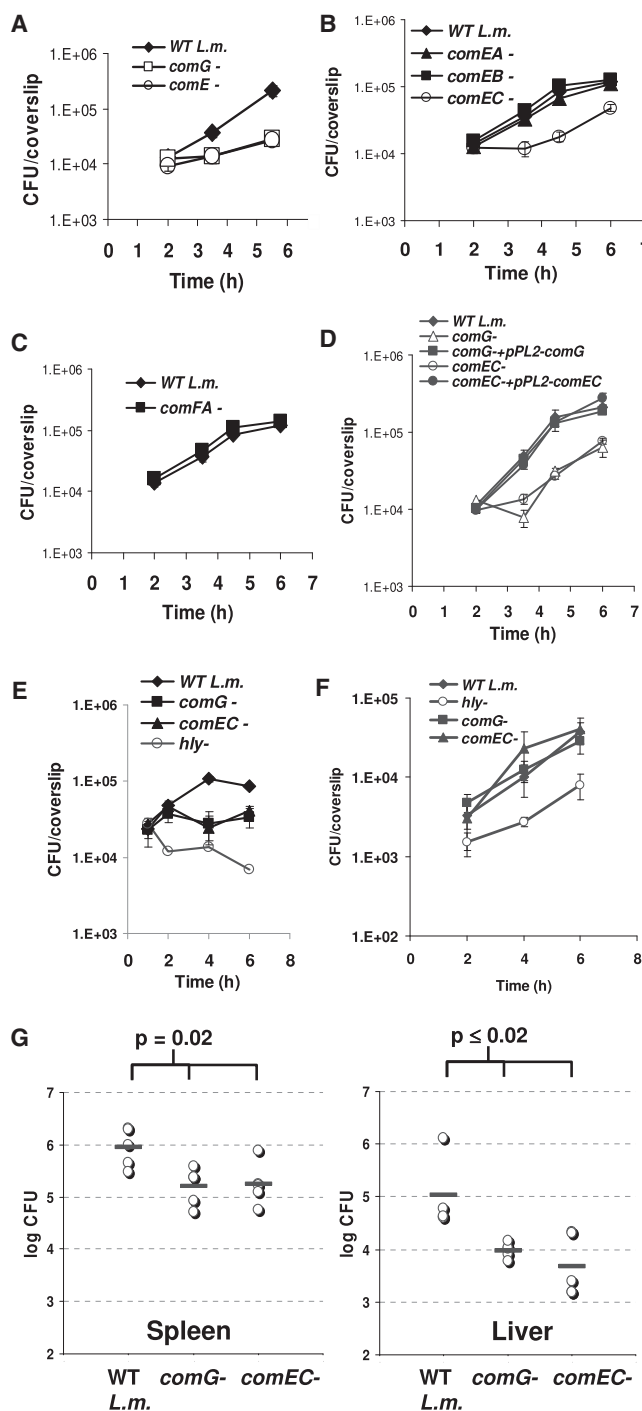 A
WT L.m.
comG -
comE -
CFU/coverslip
1.E+06
1.E+05
1.E+04
1.E+03
0 1 2 3 4 5 6
Time (h)
B
WT L.m.
comEA -
comEB -
comEC -
CFU/coverslip
1.E+06
1.E+05
1.E+04
1.E+03
0 1 2 3 4 5 6
Time (h)
C
WT L.m.
comFA -
CFU/coverslip
1.E+06
1.E+05
1.E+04
1.E+03
0 1 2 3 4 5 6 7
Time (h)
D
WT L.m.
comG-
comG-+pPL2-comG
comEC-
comEC-+pPL2-comEC
CFU/coverslip
1.E+06
1.E+05
1.E+04
1.E+03
0 1 2 3 4 5 6 7
Time (h)
E
WT L.m.
comG -
comEC -
hly-
CFU/coverslip
1.E+06
1.E+05
1.E+04
1.E+03
0 2 4 6 8
Time (h)
F
WT L.m.
hly-
comG-
comEC-
CFU/coverslip
1.E+05
1.E+04
1.E+03
1.E+02
0 2 4 6 8
Time (h)
G
p = 0.02
log CFU
7
6
5
4
3
2
Spleen
WT L.m.
comG-
comEC-
p ≤ 0.02
log CFU
7
6
5
4
3
2
Liver
WT L.m.
comG-
comEC-